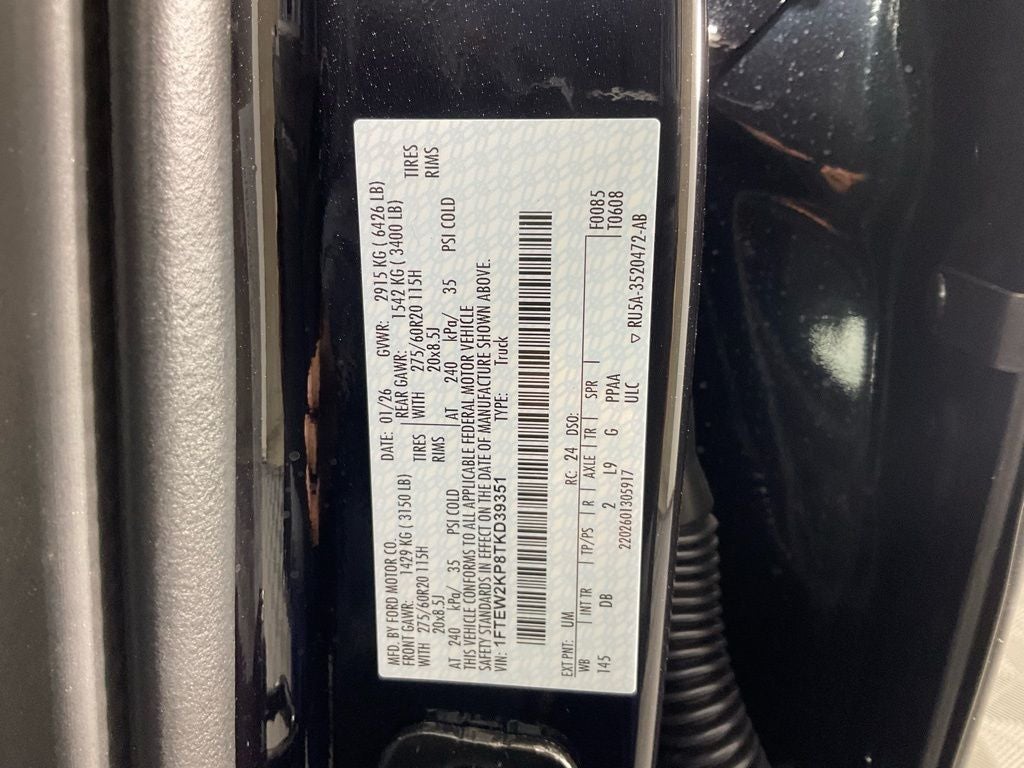 MFD. BY FORD MOTOR CO. DATE: 01/26 GVWR: 2915 KG ( 6426 LB)
FRONT GAWR: 1429 KG ( 3150 LB) REAR GAWR: 1542 KG ( 3400 LB)
WITH 275/60R20 115H TIRES WITH 275/60R20 115H TIRES
20x8.5J RIMS 20x8.5J RIMS
AT 240 kPa/ 35 PSI COLD AT 240 kPa/ 35 PSI COLD
THIS VEHICLE CONFORMS TO ALL APPLICABLE FEDERAL MOTOR VEHICLE
SAFETY STANDARDS IN EFFECT ON THE DATE OF MANUFACTURE SHOWN ABOVE.
VIN: 1FTEW2KP8TKD39351 TYPE: Truck
EXT PNT: UM RC: 24 DSO: F0085
WB INT TR TP/PS R AXLE TR SPR T0608
145 DB 2 L9 G PPAA
2202601305917 ULC
▽ RU5A-3520472-AB